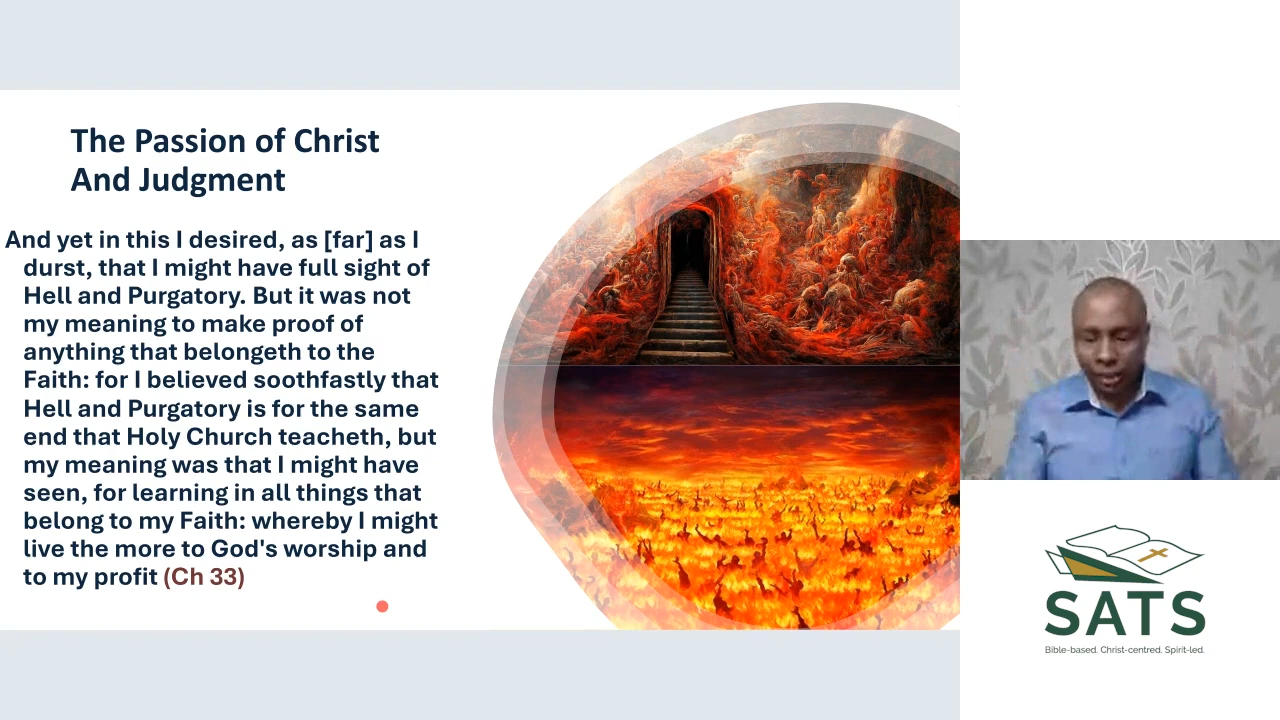 The Passion of Christ
And Judgment
And yet in this I desired, as [far] as I
durst, that I might have full sight of
Hell and Purgatory. But it was not
my meaning to make proof of
anything that belongeth to the
Faith: for I believed soothfastly that
Hell and Purgatory is for the same
end that Holy Church teacheth, but
my meaning was that I might have
seen, for learning in all things that
belong to my Faith: whereby I might
live the more to God's worship and
to my profit (Ch 33)
SATS
Bible-based. Christ-centred. Spirit-led.